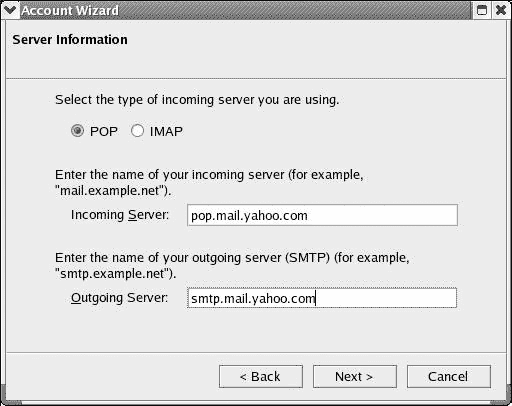 Account Wizard
Server Information
Select the type of incoming server you are using.
POP IMAP
Enter the name of your incoming server (for example,
"mail.example.net").
Incoming Server: pop.mail.yahoo.com
Enter the name of your outgoing server (SMTP) (for example,
"smtp.example.net").
Outgoing Server: smtp.mail.yahoo.com
< Back Next > Cancel